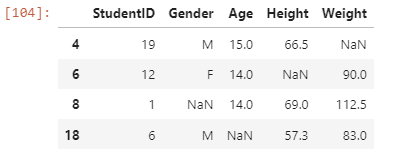 [104]:
StudentID Gender Age Height Weight
4 19 M 15.0 66.5 NaN
6 12 F 14.0 NaN 90.0
8 1 NaN 14.0 69.0 112.5
18 6 M NaN 57.3 83.0